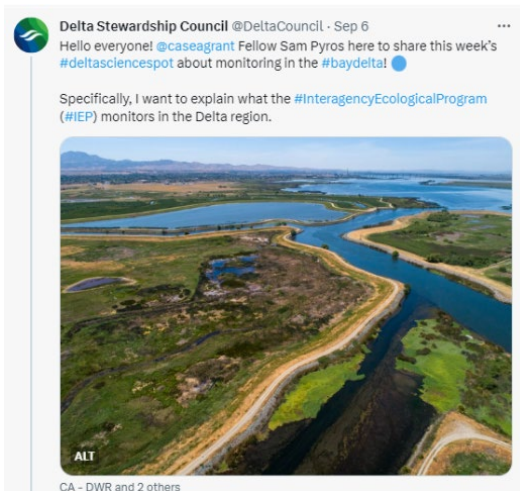 Delta Stewardship Council @DeltaCouncil · Sep 6
Hello everyone! @caseagrant Fellow Sam Pyros here to share this week's
#deltasciencespot about monitoring in the #baydelta! 🔵
Specifically, I want to explain what the #InteragencyEcologicalProgram
(#IEP) monitors in the Delta region.
ALT
CA - DWR and 2 others